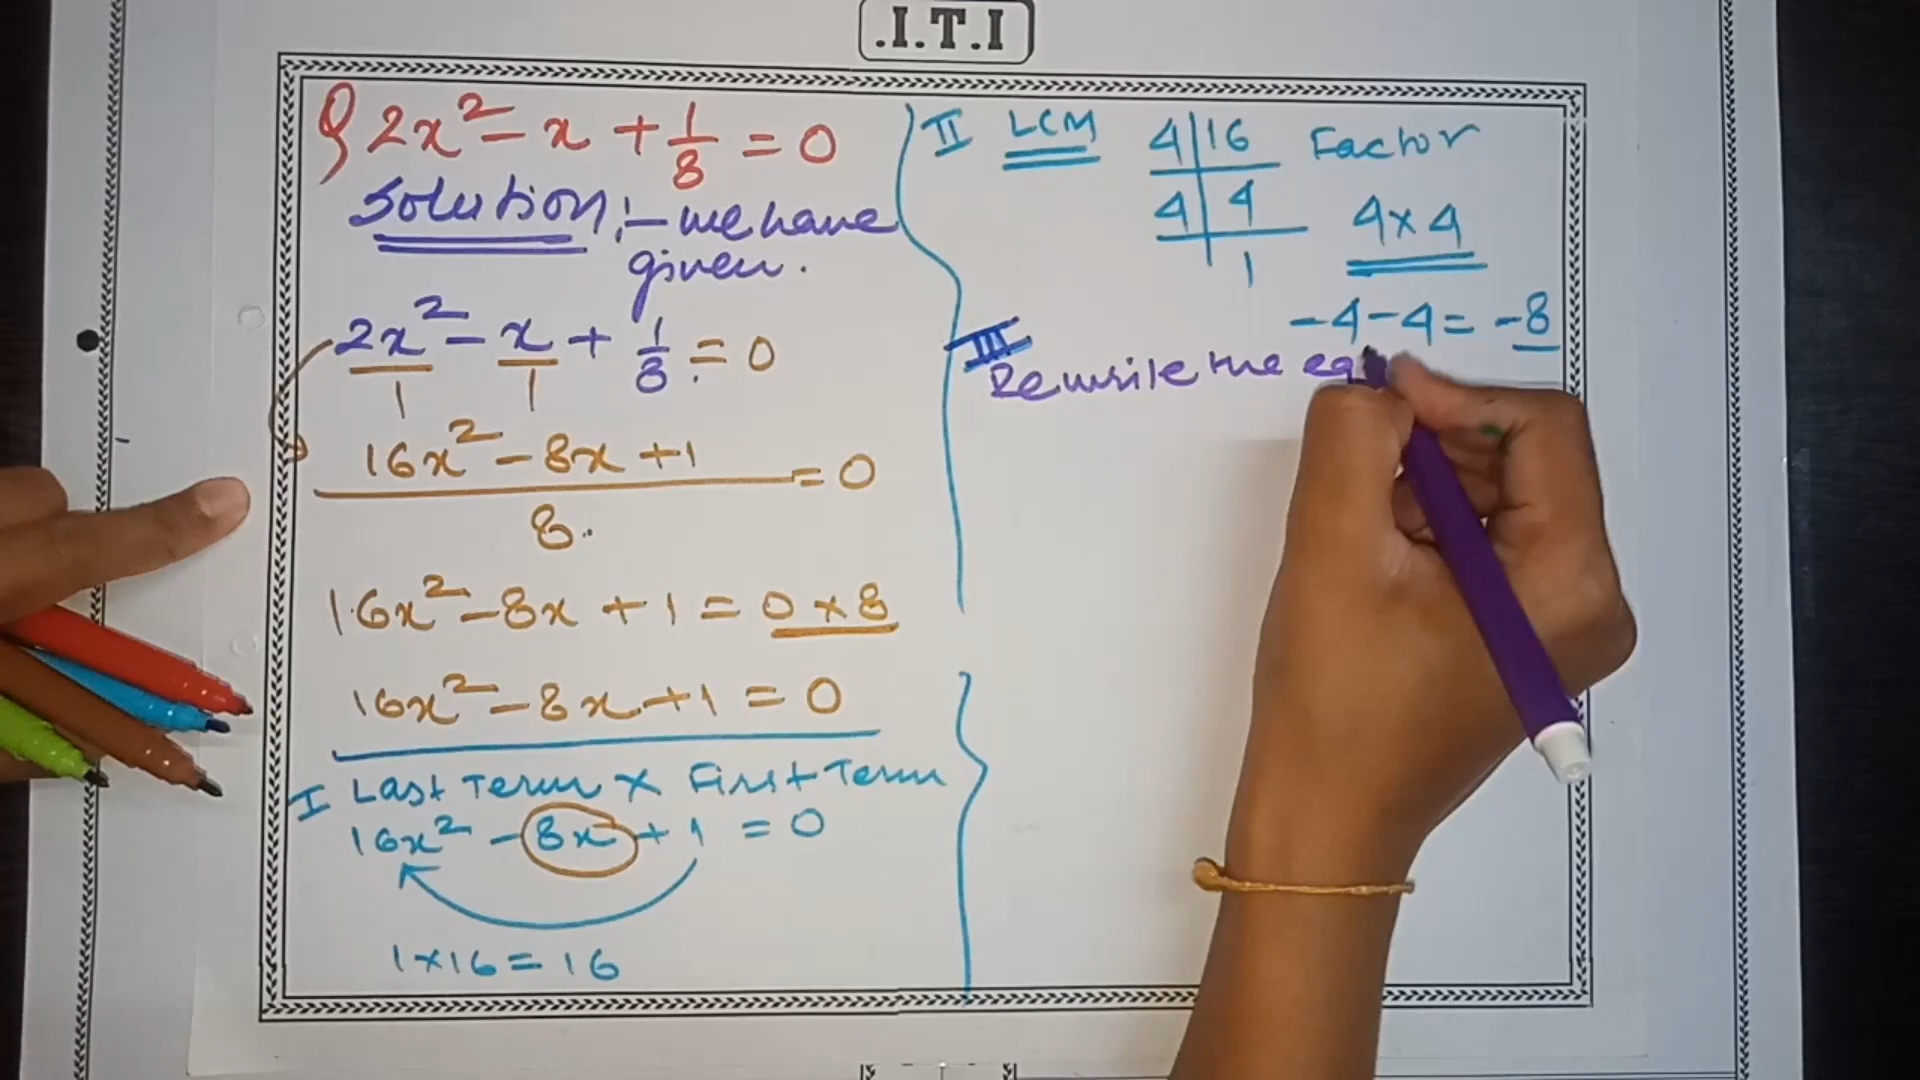 .I.T.I
Q 2x² - x + 1/8 = 0
Solution :- we have
given.
2x²/1 - x/1 + 1/8 = 0
16x² - 8x + 1 / 8 = 0
16x² - 8x + 1 = 0 × 8
16x² - 8x + 1 = 0
I Last Term × First Term
16x² - 8x + 1 = 0
1×16 = 16
II LCM 4|16 Factor
4|4 4×4
1
-4-4 = -8
III
Rewrite the eq